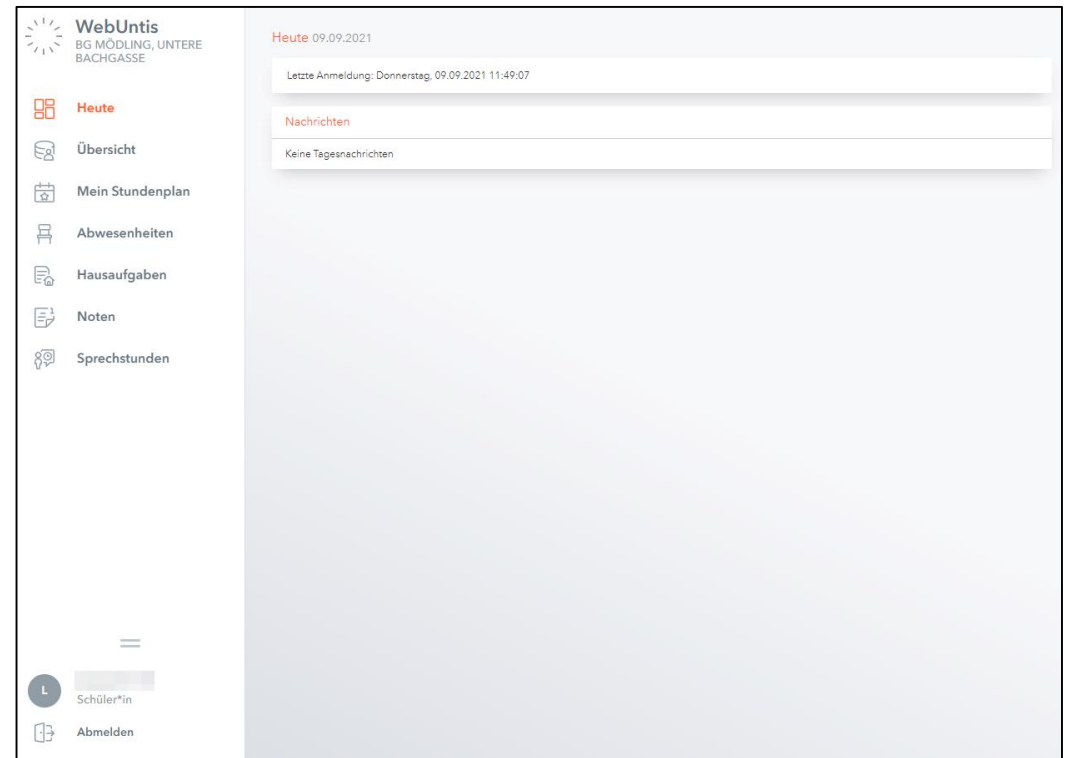 WebUntis
BG MÖDLING, UNTERE
BACHGASSE
Heute
Übersicht
Mein Stundenplan
Abwesenheiten
Hausaufgaben
Noten
Sprechstunden
L
Schüler*in
Abmelden
Heute 09.09.2021
Letzte Anmeldung: Donnerstag, 09.09.2021 11:49:07
Nachrichten
Keine Tagesnachrichten